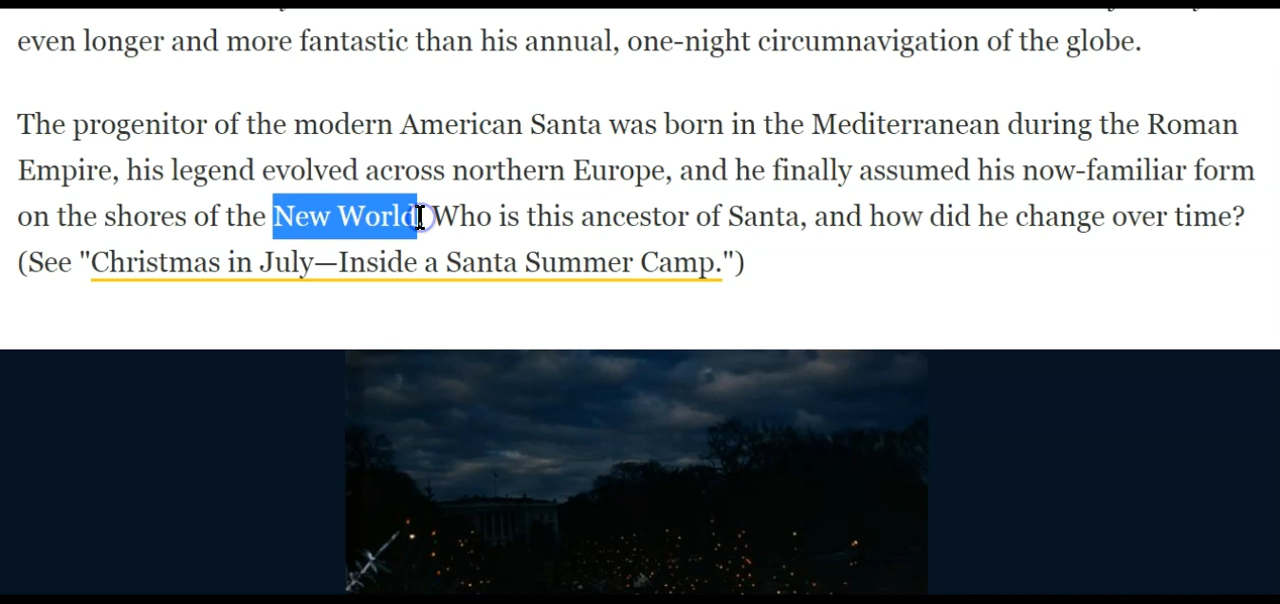 even longer and more fantastic than his annual, one-night circumnavigation of the globe.
The progenitor of the modern American Santa was born in the Mediterranean during the Roman
Empire, his legend evolved across northern Europe, and he finally assumed his now-familiar form
on the shores of the New World. Who is this ancestor of Santa, and how did he change over time?
(See "Christmas in July—Inside a Santa Summer Camp.")